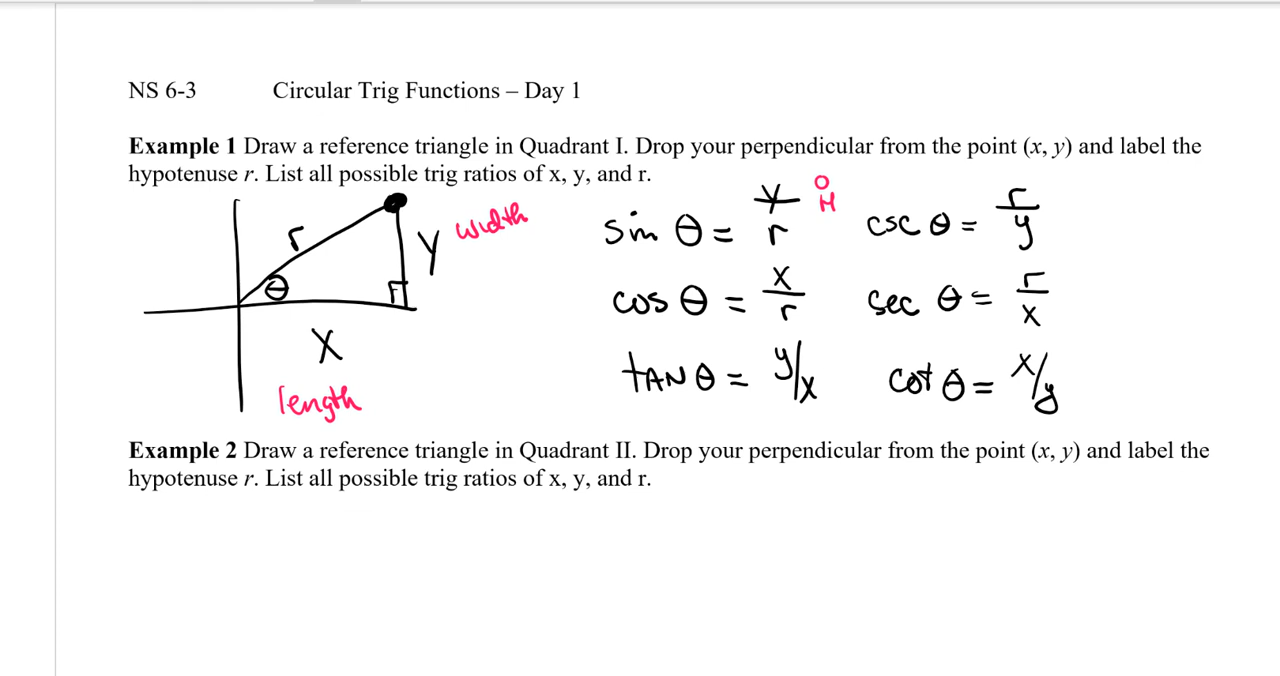 NS 6-3 Circular Trig Functions – Day 1
Example 1 Draw a reference triangle in Quadrant I. Drop your perpendicular from the point (x, y) and label the
hypotenuse r. List all possible trig ratios of x, y, and r.
r
θ
y width
x
length
sin θ = y/r O/H csc θ = r/y
cos θ = x/r sec θ = r/x
tAN θ = y/x cot θ = x/y
Example 2 Draw a reference triangle in Quadrant II. Drop your perpendicular from the point (x, y) and label the
hypotenuse r. List all possible trig ratios of x, y, and r.